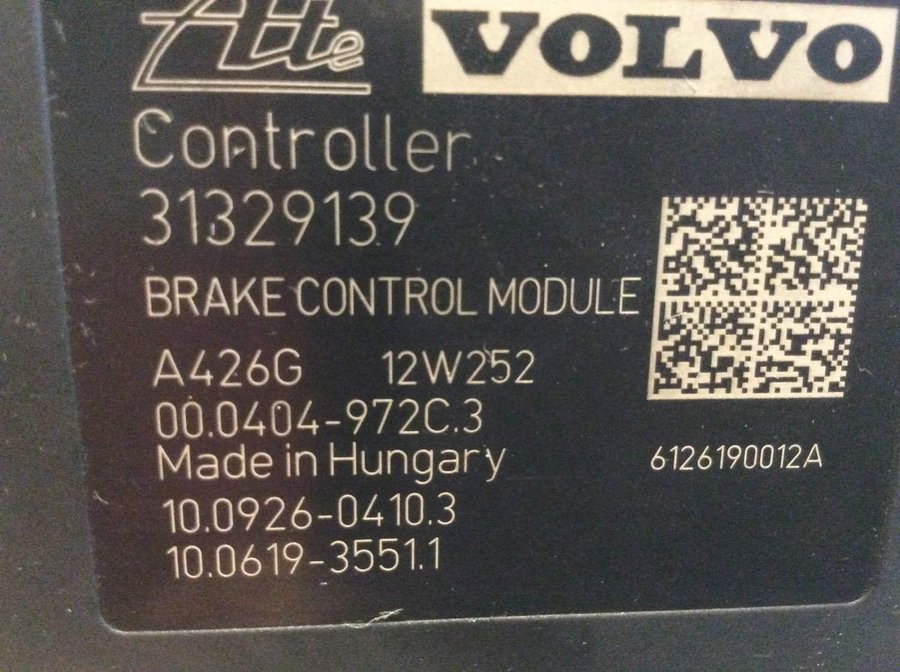 Ate VOLVO
Controller
31329139
BRAKE CONTROL MODULE
A426G 12W252
00.0404-972C.3
Made in Hungary
6126190012A
10.0926-0410.3
10.0619-3551.1